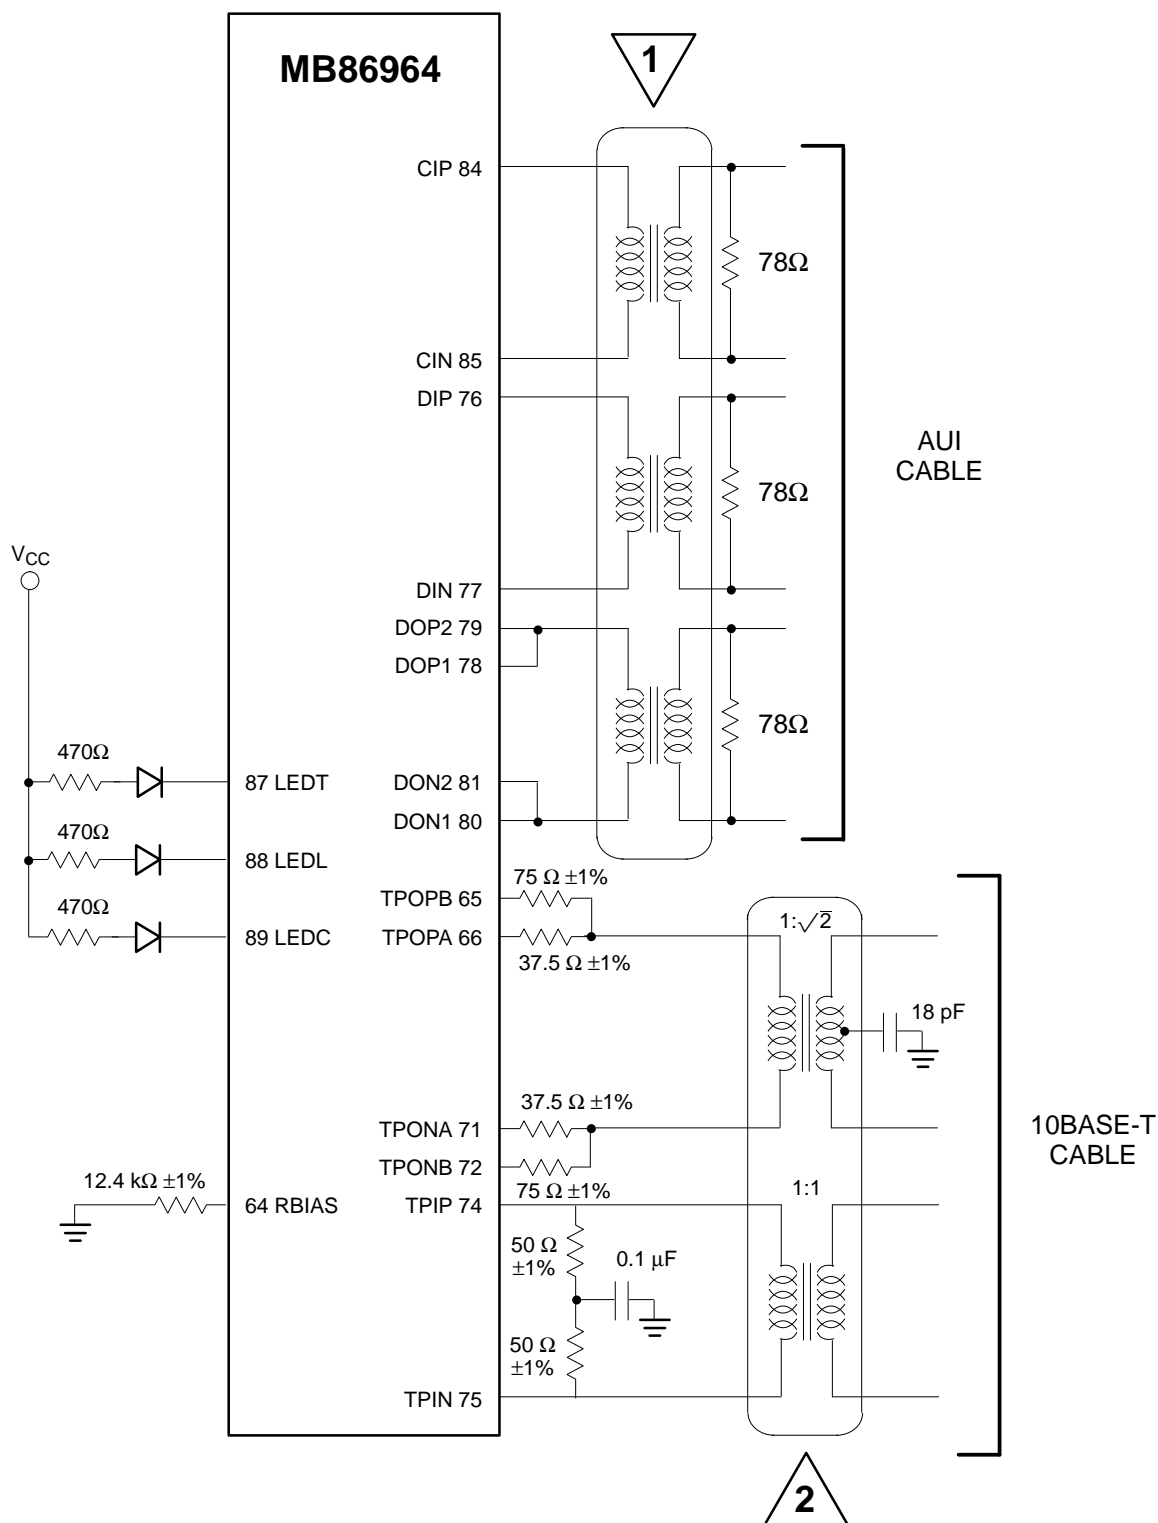 MB86964
1
CIP 84
78Ω
CIN 85
DIP 76
AUI
CABLE
78Ω
VCC
DIN 77
DOP2 79
DOP1 78
78Ω
470Ω
87 LEDT
DON2 81
DON1 80
470Ω
88 LEDL
470Ω
89 LEDC
TPOPB 65
75 Ω ±1%
TPOPA 66
37.5 Ω ±1%
1:√2
18 pF
37.5 Ω ±1%
TPONA 71
TPONB 72
75 Ω ±1%
10BASE-T
CABLE
12.4 kΩ ±1%
64 RBIAS
TPIP 74
1:1
50 Ω
±1%
0.1 µF
50 Ω
±1%
TPIN 75
2